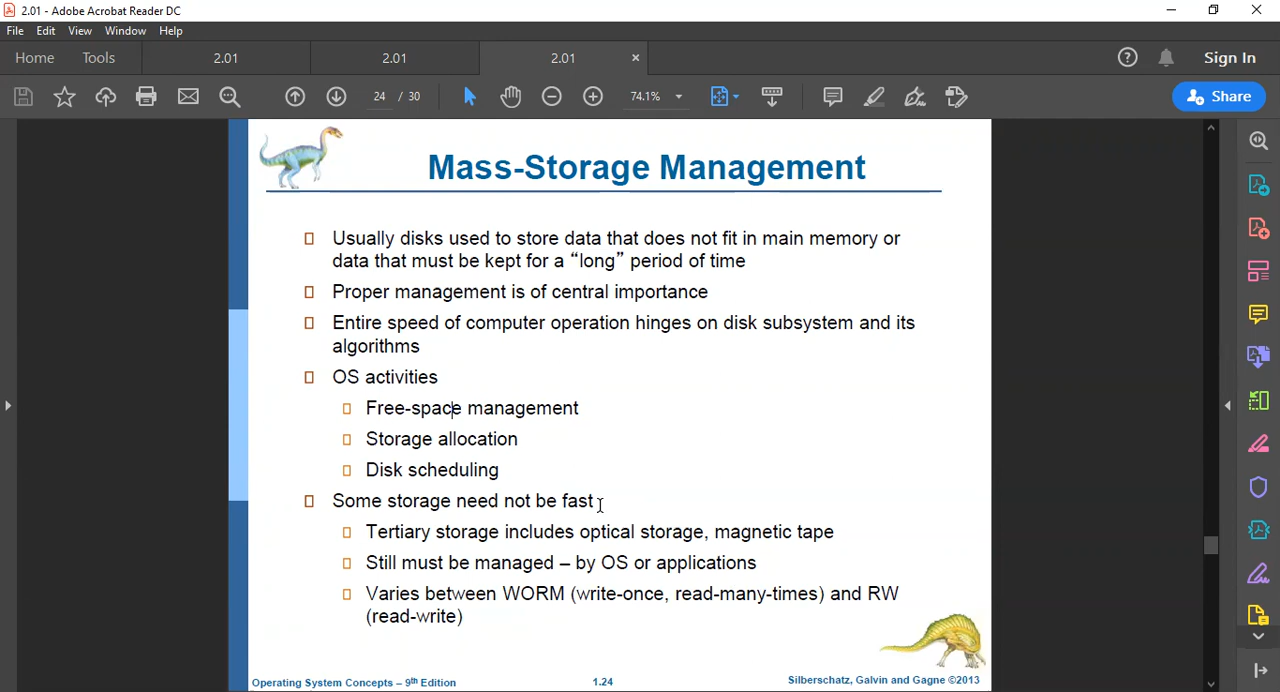 2.01 - Adobe Acrobat Reader DC
File Edit View Window Help
Home Tools 2.01 2.01 2.01 Sign In
24 / 30 74.1% Share
Mass-Storage Management
Usually disks used to store data that does not fit in main memory or
data that must be kept for a “long” period of time
Proper management is of central importance
Entire speed of computer operation hinges on disk subsystem and its
algorithms
OS activities
Free-space management
Storage allocation
Disk scheduling
Some storage need not be fast
Tertiary storage includes optical storage, magnetic tape
Still must be managed – by OS or applications
Varies between WORM (write-once, read-many-times) and RW
(read-write)
Operating System Concepts – 9th Edition 1.24 Silberschatz, Galvin and Gagne ©2013